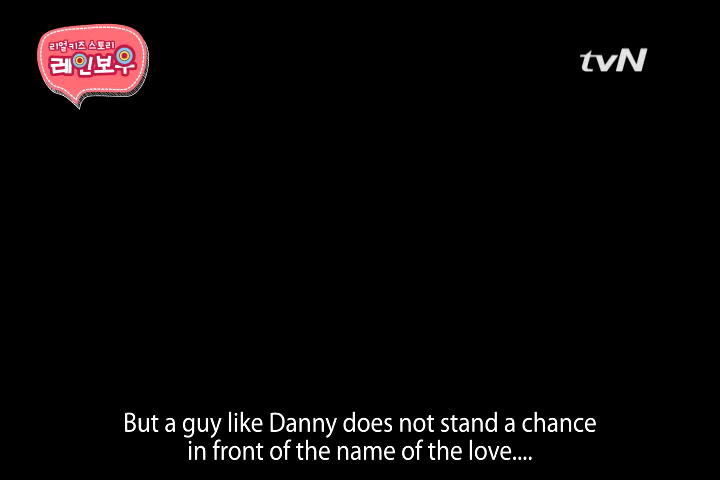 리얼키즈 스토리
레인보우
tvN
But a guy like Danny does not stand a chance
in front of the name of the love....